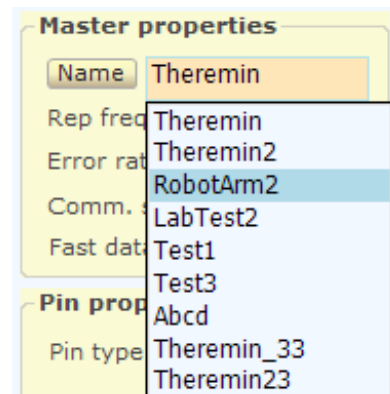 Master properties
Name Theremin
Rep freq Theremin
Error rat Theremin2
RobotArm2
Comm. LabTest2
Fast dat Test1
Test3
Pin prop Abcd
Pin type Theremin_33
Theremin23